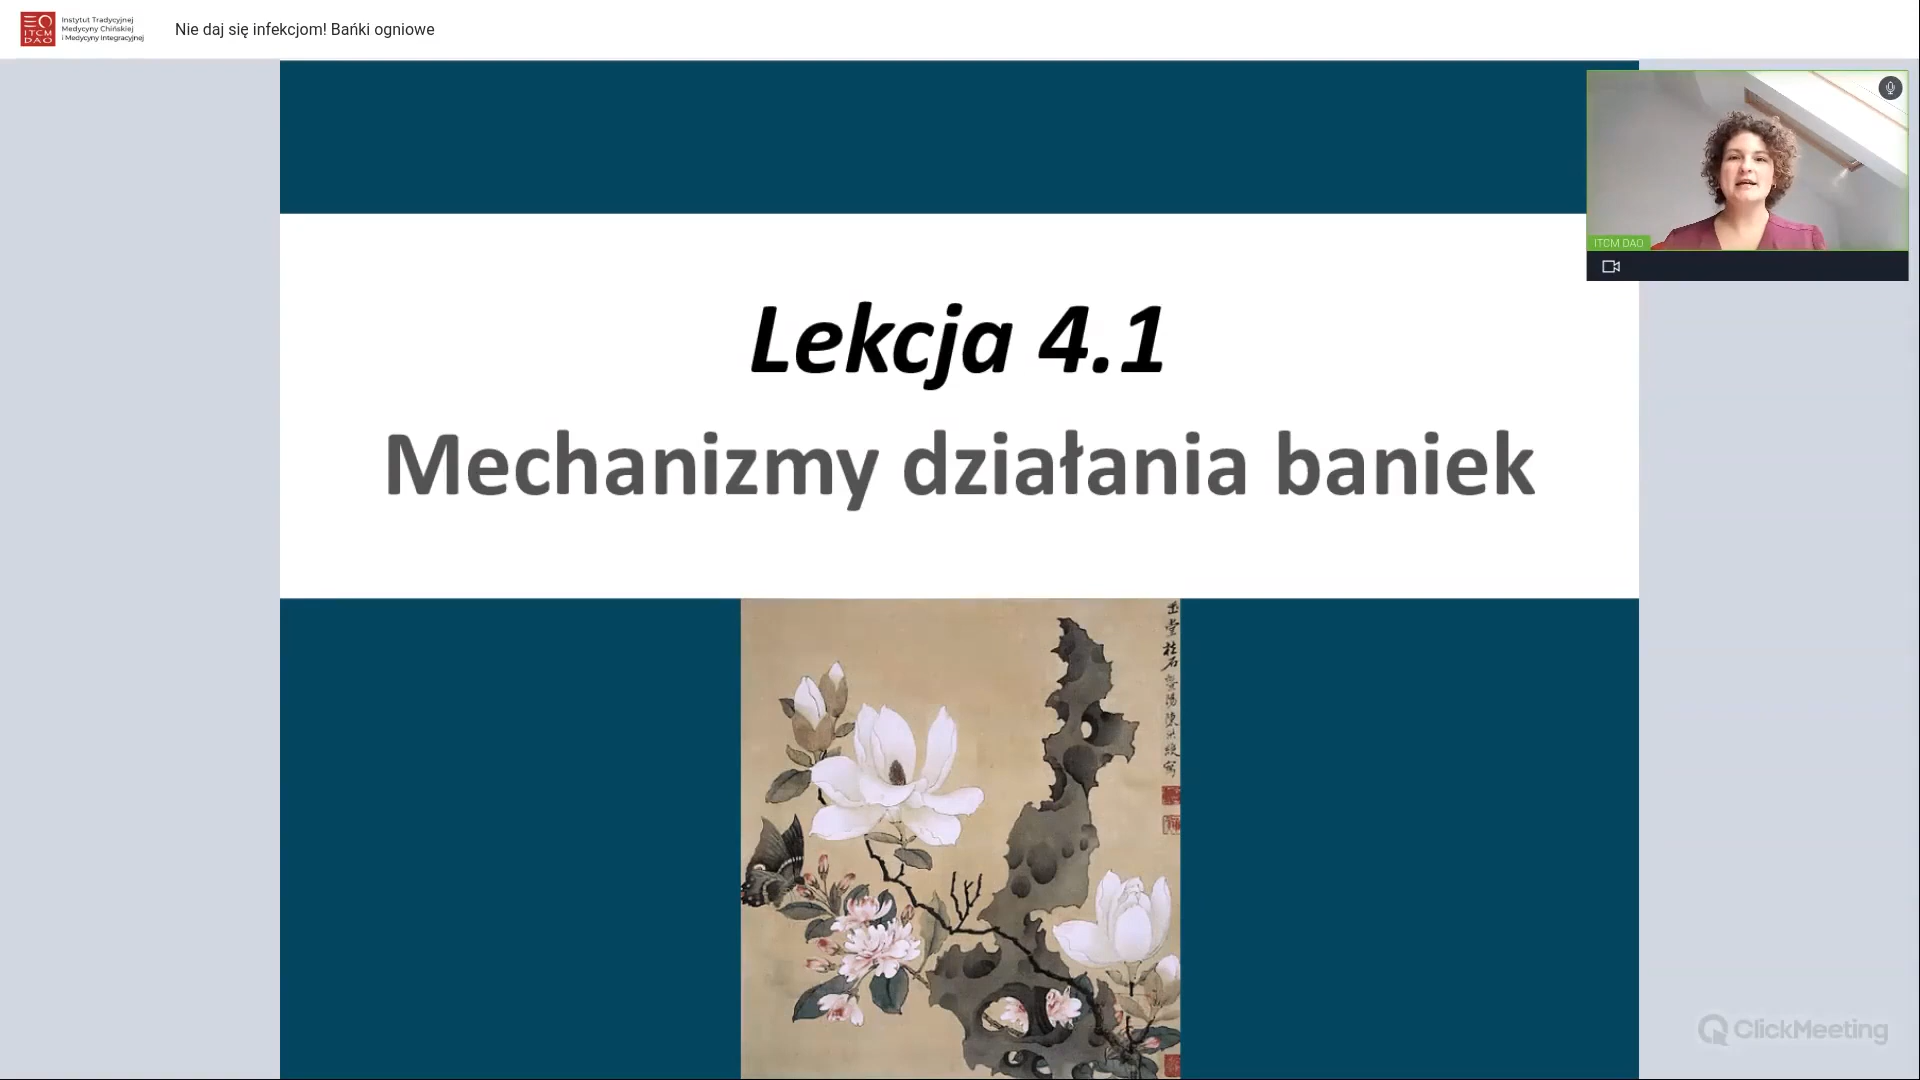 EO
ITCM
DAO
Instytut Tradycyjnej
Medycyny Chińskiej
i Medycyny Integracyjnej
Nie daj się infekcjom! Bańki ogniowe
ITCM DAO
Lekcja 4.1
Mechanizmy działania baniek
ClickMeeting